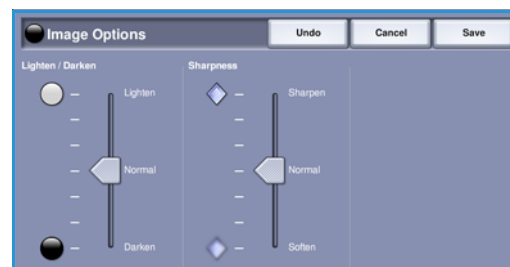 Image Options
Undo
Cancel
Save
Lighten / Darken
Sharpness
Lighten
Sharpen
Normal
Normal
Darken
Soften